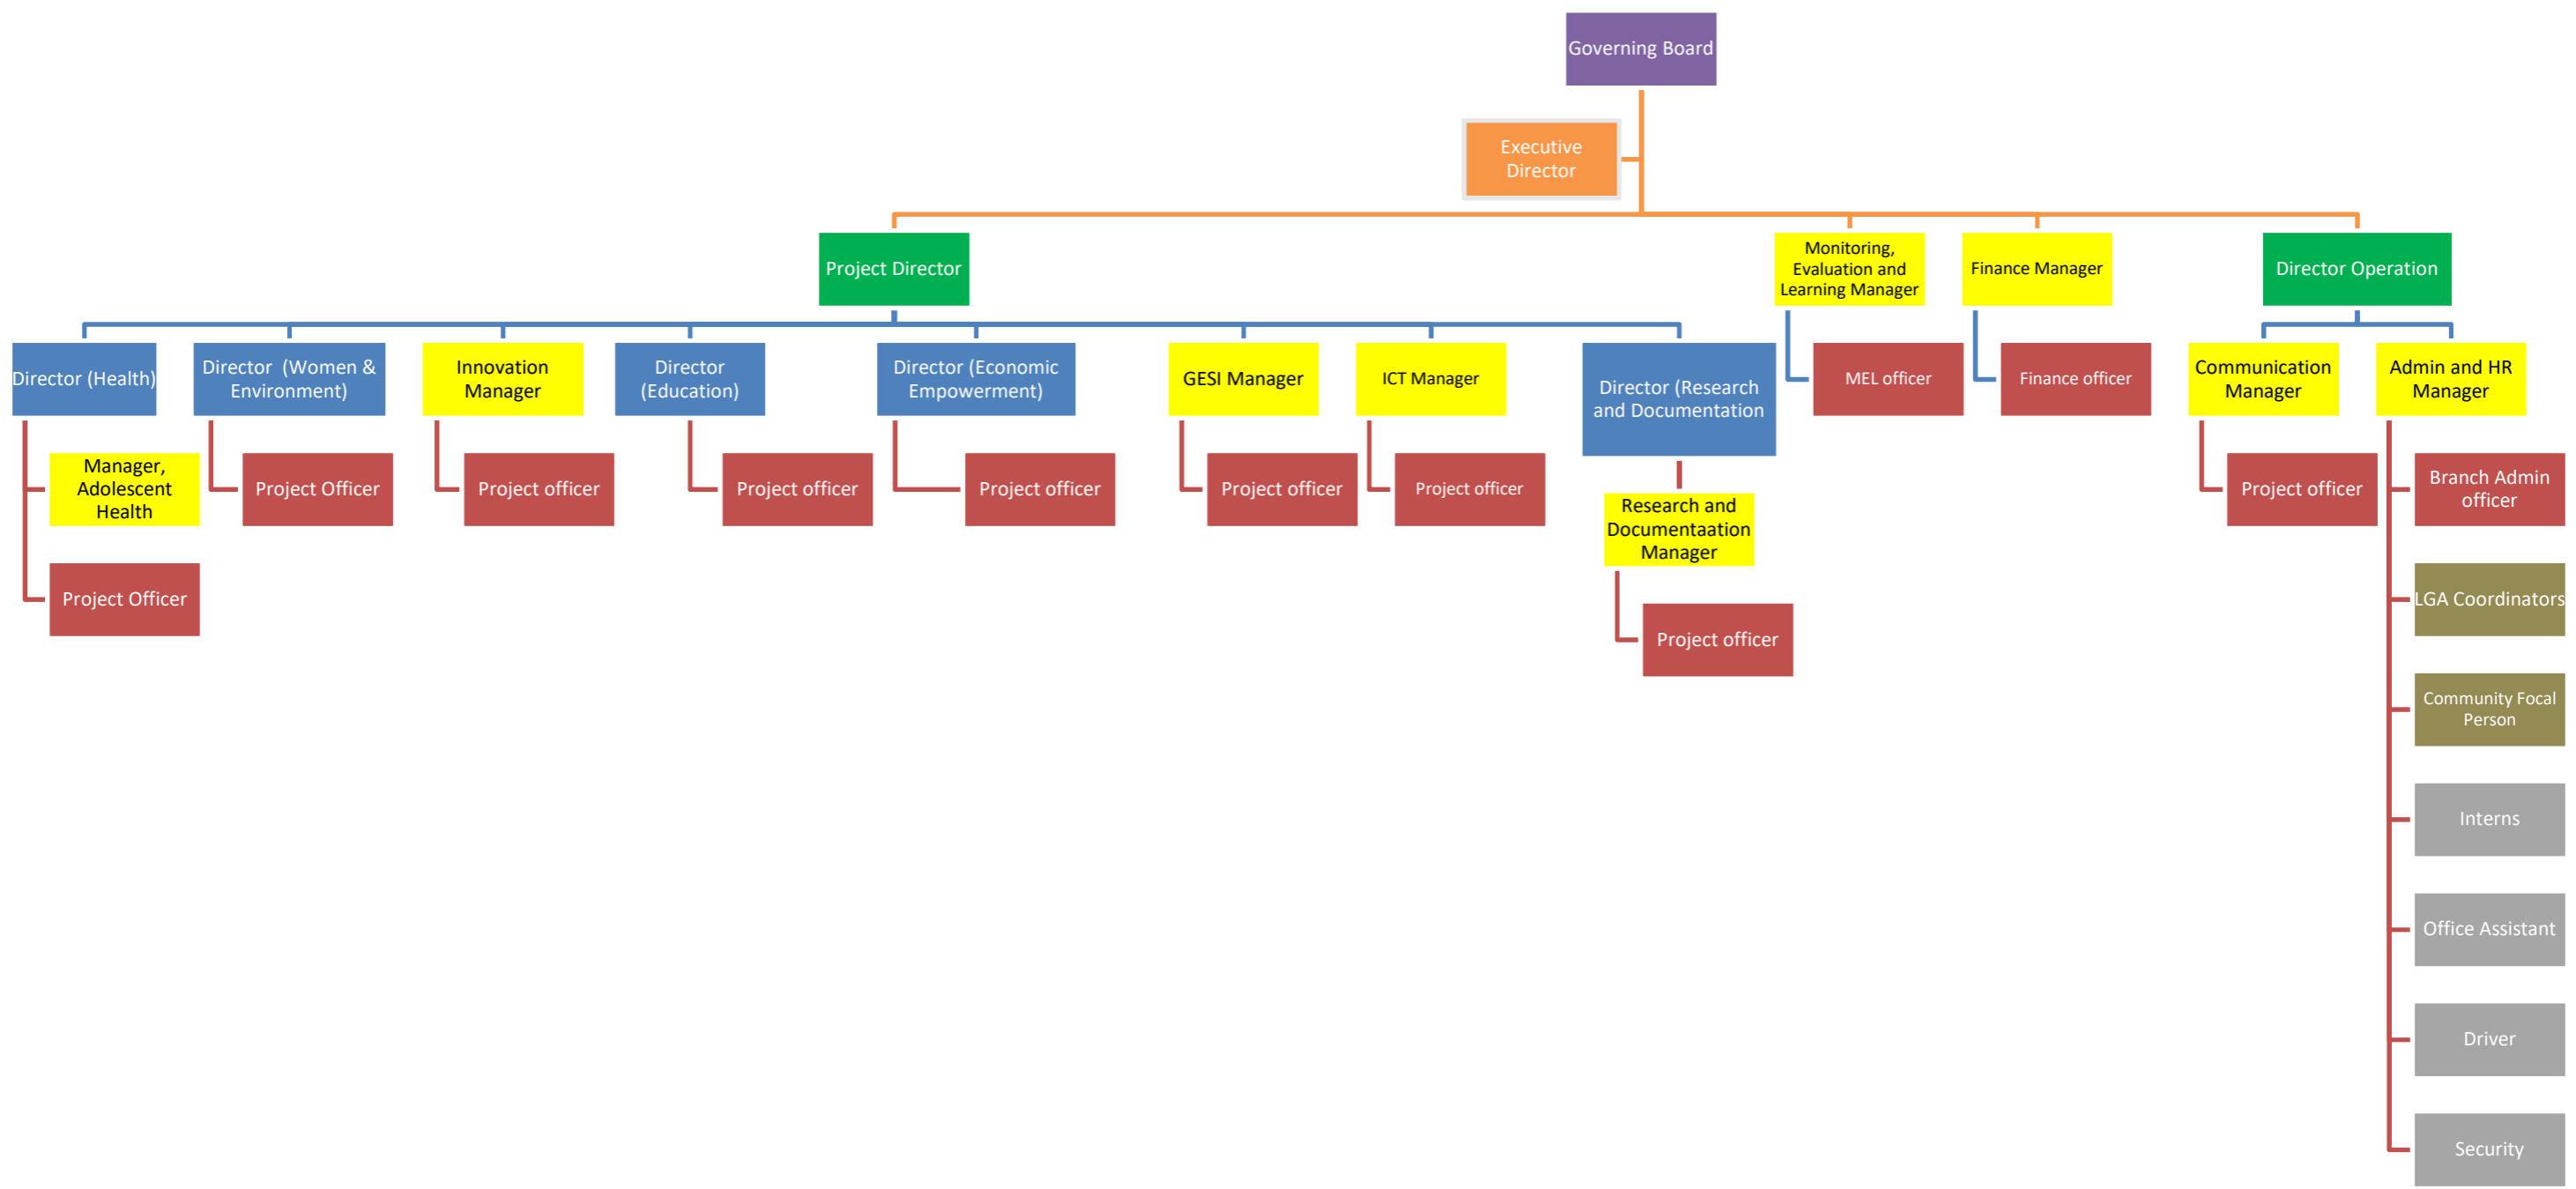 Governing Board
Executive
Director
Project Director
Monitoring,
Evaluation and
Learning Manager
Finance Manager
Director Operation
Director (Health)
Director (Women &
Environment)
Innovation
Manager
Director
(Education)
Director (Economic
Empowerment)
GESI Manager
ICT Manager
Director (Research
and Documentation
MEL officer
Finance officer
Communication
Manager
Admin and HR
Manager
Manager,
Adolescent
Health
Project Officer
Project officer
Project officer
Project officer
Project officer
Project officer
Research and
Documentaation
Manager
Project officer
Branch Admin
officer
Project Officer
Project officer
LGA Coordinators
Community Focal
Person
Interns
Office Assistant
Driver
Security